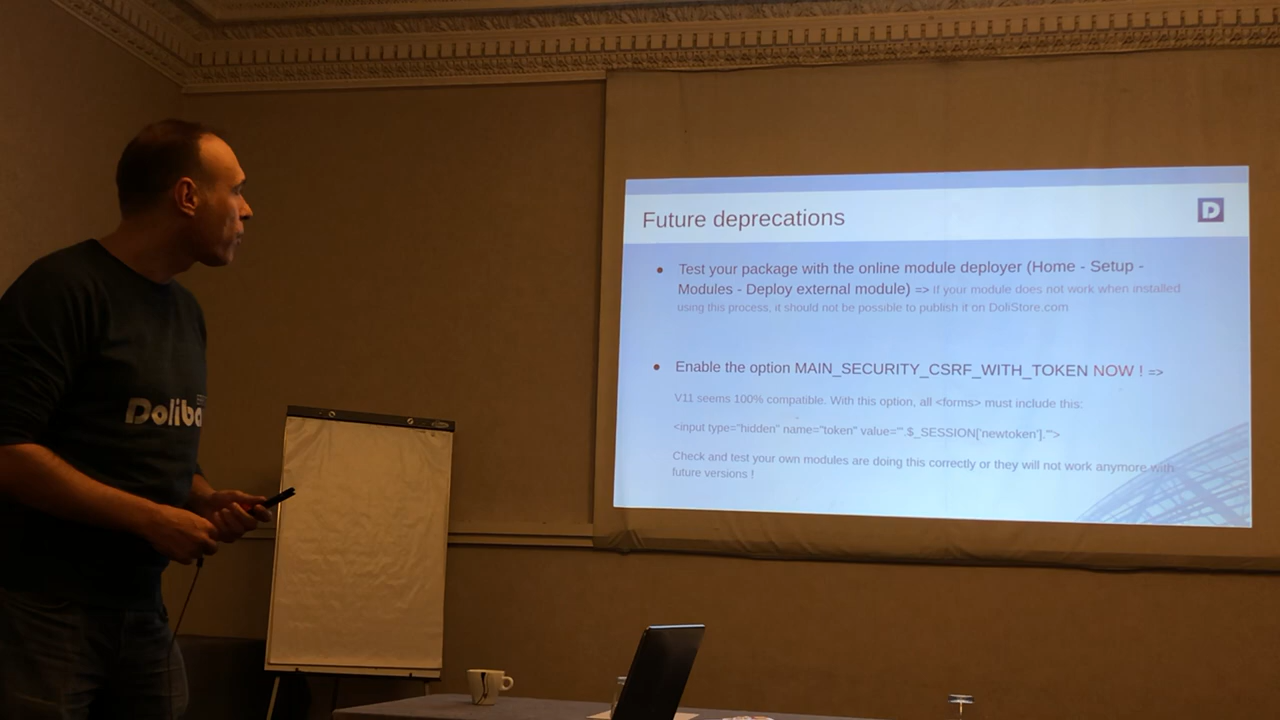 Future deprecations
D
Test your package with the online module deployer (Home - Setup -
Modules - Deploy external module) => If your module does not work when installed
using this process, it should not be possible to publish it on DoliStore.com
Enable the option MAIN_SECURITY_CSRF_WITH_TOKEN NOW ! =>
V11 seems 100% compatible. With this option, all <forms> must include this:
<input type="hidden" name="token" value="'.$_SESSION['newtoken'].'">
Check and test your own modules are doing this correctly or they will not work anymore with
future versions !
Doliba